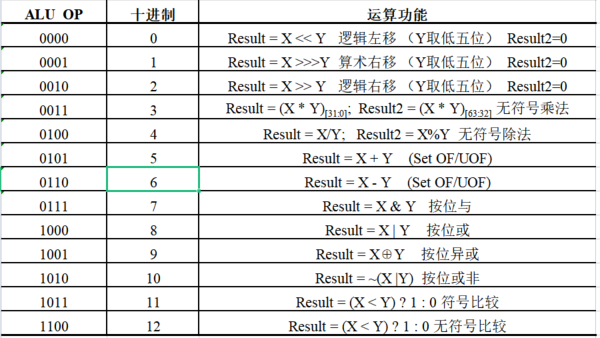 ALU OP 十进制 运算功能
0000 0 Result = X << Y 逻辑左移 （Y取低五位） Result2=0
0001 1 Result = X >>>Y 算术右移 （Y取低五位） Result2=0
0010 2 Result = X >> Y 逻辑右移 （Y取低五位） Result2=0
0011 3 Result = (X * Y)[31:0]; Result2 = (X * Y)[63:32] 无符号乘法
0100 4 Result = X/Y; Result2 = X%Y 无符号除法
0101 5 Result = X + Y (Set OF/UOF)
0110 6 Result = X - Y (Set OF/UOF)
0111 7 Result = X & Y 按位与
1000 8 Result = X | Y 按位或
1001 9 Result = X⊕Y 按位异或
1010 10 Result = ~(X |Y) 按位或非
1011 11 Result = (X < Y) ? 1 : 0 符号比较
1100 12 Result = (X < Y) ? 1 : 0 无符号比较